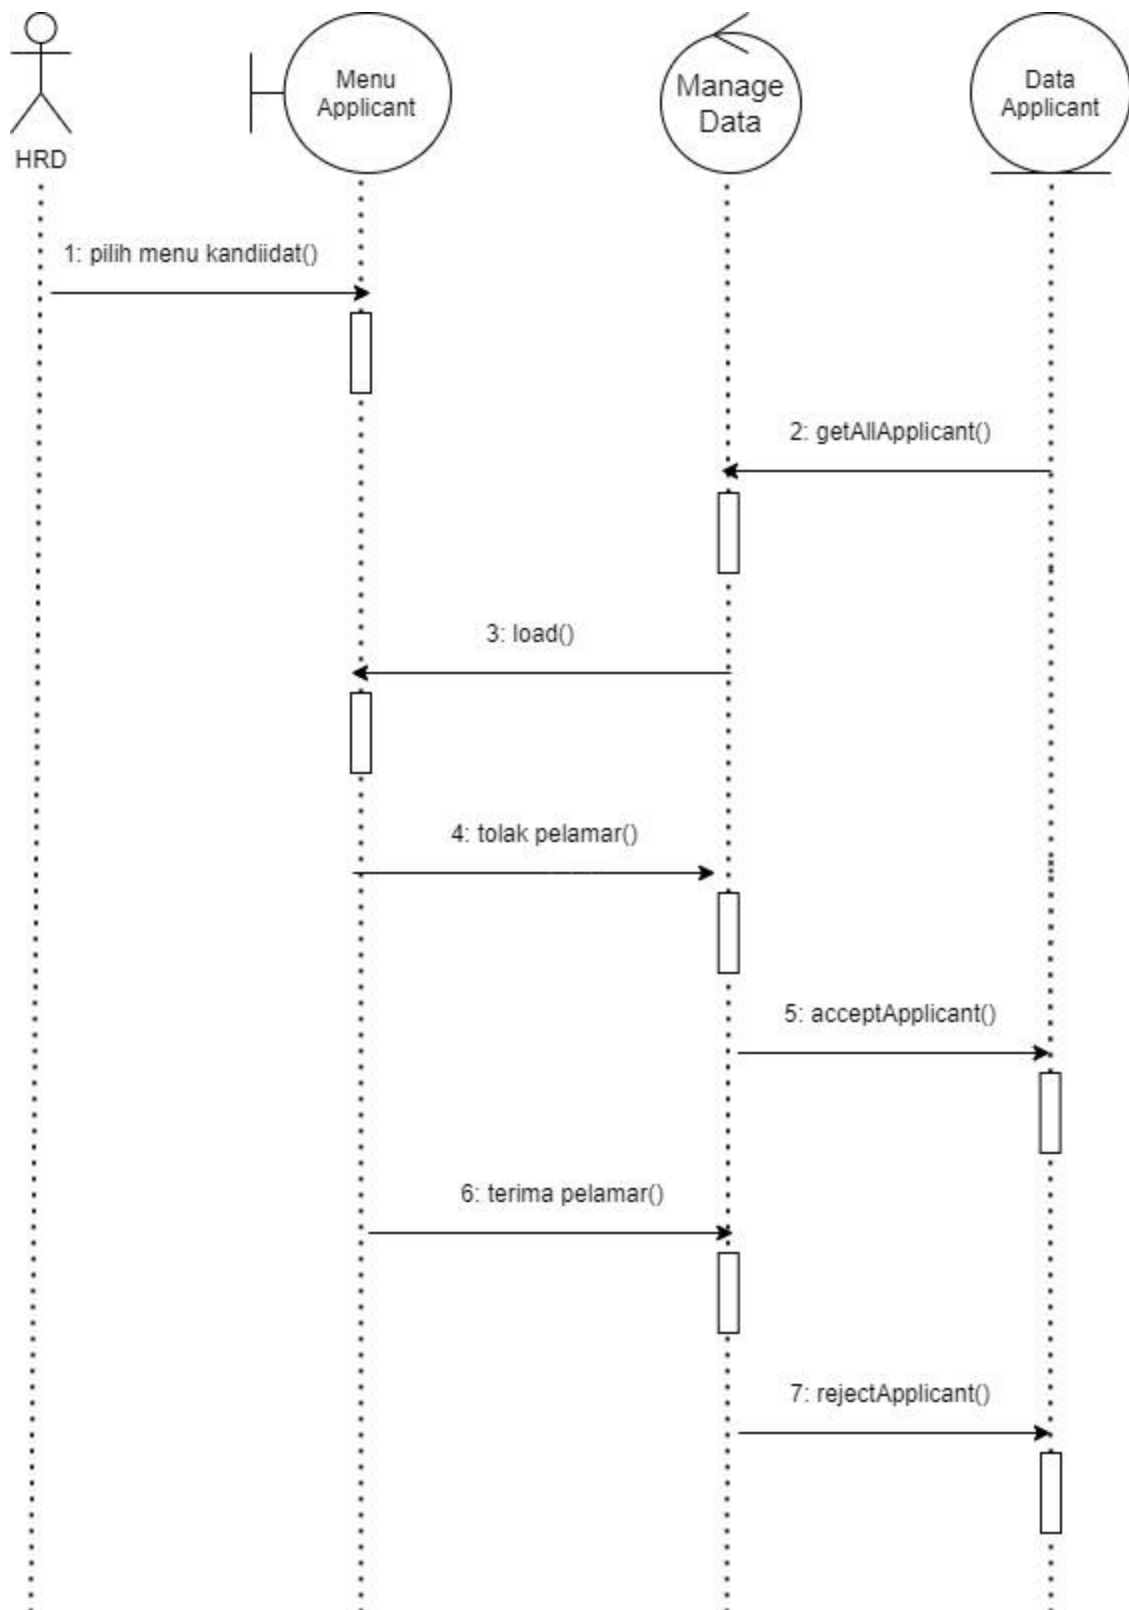 HRD
Menu
Applicant
Manage
Data
Data
Applicant
1: pilih menu kandiidat()
2: getAllApplicant()
3: load()
4: tolak pelamar()
5: acceptApplicant()
6: terima pelamar()
7: rejectApplicant()